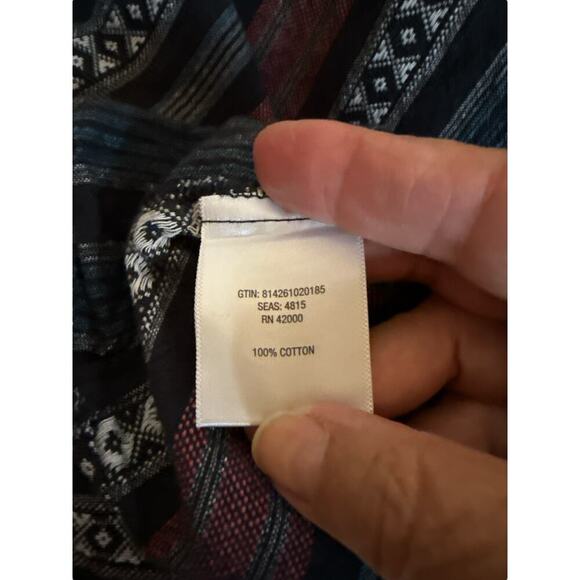 GTIN: 814261020185
SEAS: 4815
RN 42000
100% COTTON